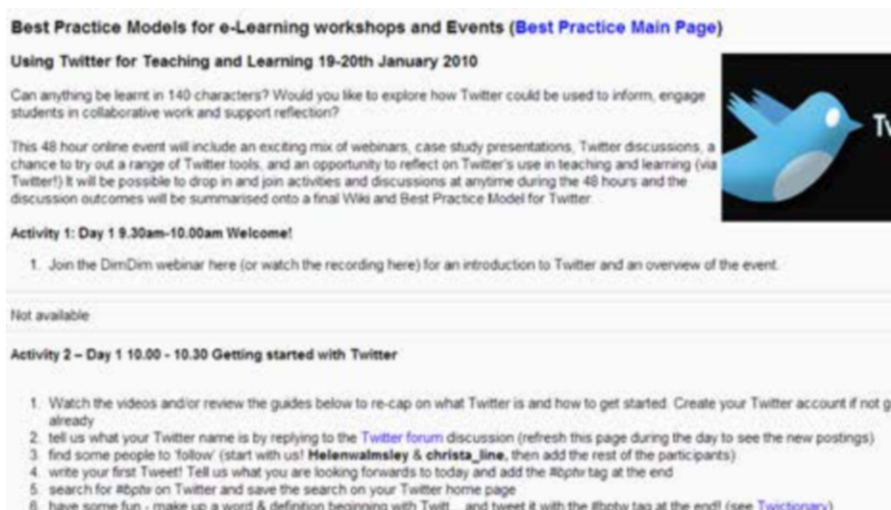 Best Practice Models for e-Learning workshops and Events (Best Practice Main Page)
Using Twitter for Teaching and Learning 19-20th January 2010
Can anything be learnt in 140 characters? Would you like to explore how Twitter could be used to inform, engage
students in collaborative work and support reflection?
This 48 hour online event will include an exciting mix of webinars, case study presentations, Twitter discussions, a
chance to try out a range of Twitter tools, and an opportunity to reflect on Twitter's use in teaching and learning (via
Twitter!) It will be possible to drop in and join activities and discussions at anytime during the 48 hours and the
discussion outcomes will be summarised onto a final Wiki and Best Practice Model for Twitter.
Tw
Activity 1: Day 1 9.30am-10.00am Welcome!
1. Join the DimDim webinar here (or watch the recording here) for an introduction to Twitter and an overview of the event.
Not available
Activity 2 – Day 1 10.00 - 10.30 Getting started with Twitter
1. Watch the videos and/or review the guides below to re-cap on what Twitter is and how to get started. Create your Twitter account if not g
already
2. tell us what your Twitter name is by replying to the Twitter forum discussion (refresh this page during the day to see the new postings)
3. find some people to 'follow' (start with us! Helenwalmsley & christa_line, then add the rest of the participants)
4. write your first Tweet! Tell us what you are looking forwards to today and add the #bptw tag at the end
5. search for #bptw on Twitter and save the search on your Twitter home page
6. have some fun - make up a word & definition beginning with Twitt... and tweet it with the #bptw tag at the end! (see Twictionary)